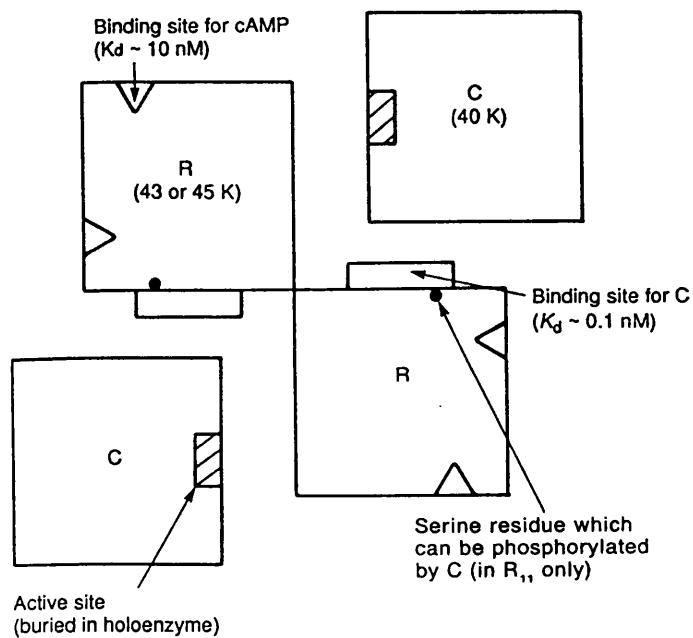 Binding site for cAMP
(Kd ~ 10 nM)
C
(40 K)
R
(43 or 45 K)
Binding site for C
(Kd ~ 0.1 nM)
R
C
Serine residue which
can be phosphorylated
by C (in R,, only)
Active site
(buried in holoenzyme)